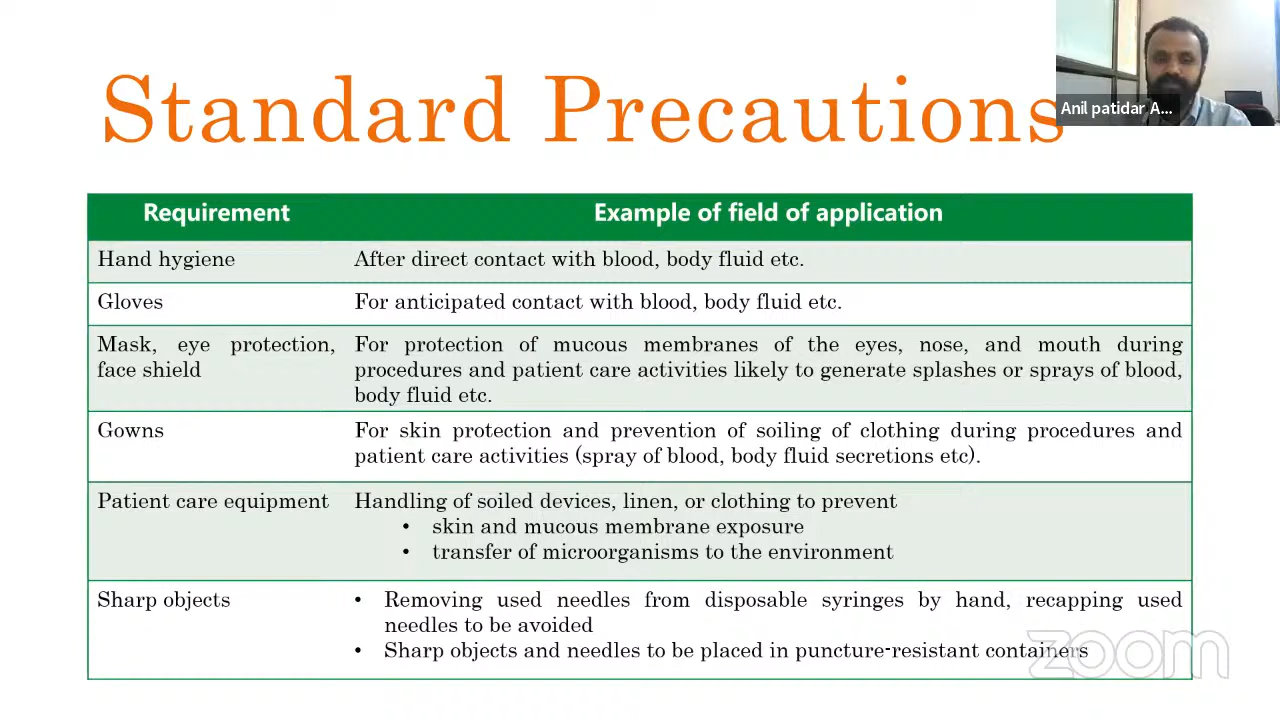 Standard Precautions
Anil patidar A...
Requirement
Example of field of application
Hand hygiene
After direct contact with blood, body fluid etc.
Gloves
For anticipated contact with blood, body fluid etc.
Mask, eye protection,
face shield
For protection of mucous membranes of the eyes, nose, and mouth during
procedures and patient care activities likely to generate splashes or sprays of blood,
body fluid etc.
Gowns
For skin protection and prevention of soiling of clothing during procedures and
patient care activities (spray of blood, body fluid secretions etc).
Patient care equipment
Handling of soiled devices, linen, or clothing to prevent
• skin and mucous membrane exposure
• transfer of microorganisms to the environment
Sharp objects
• Removing used needles from disposable syringes by hand, recapping used
needles to be avoided
• Sharp objects and needles to be placed in puncture-resistant containers
zoom